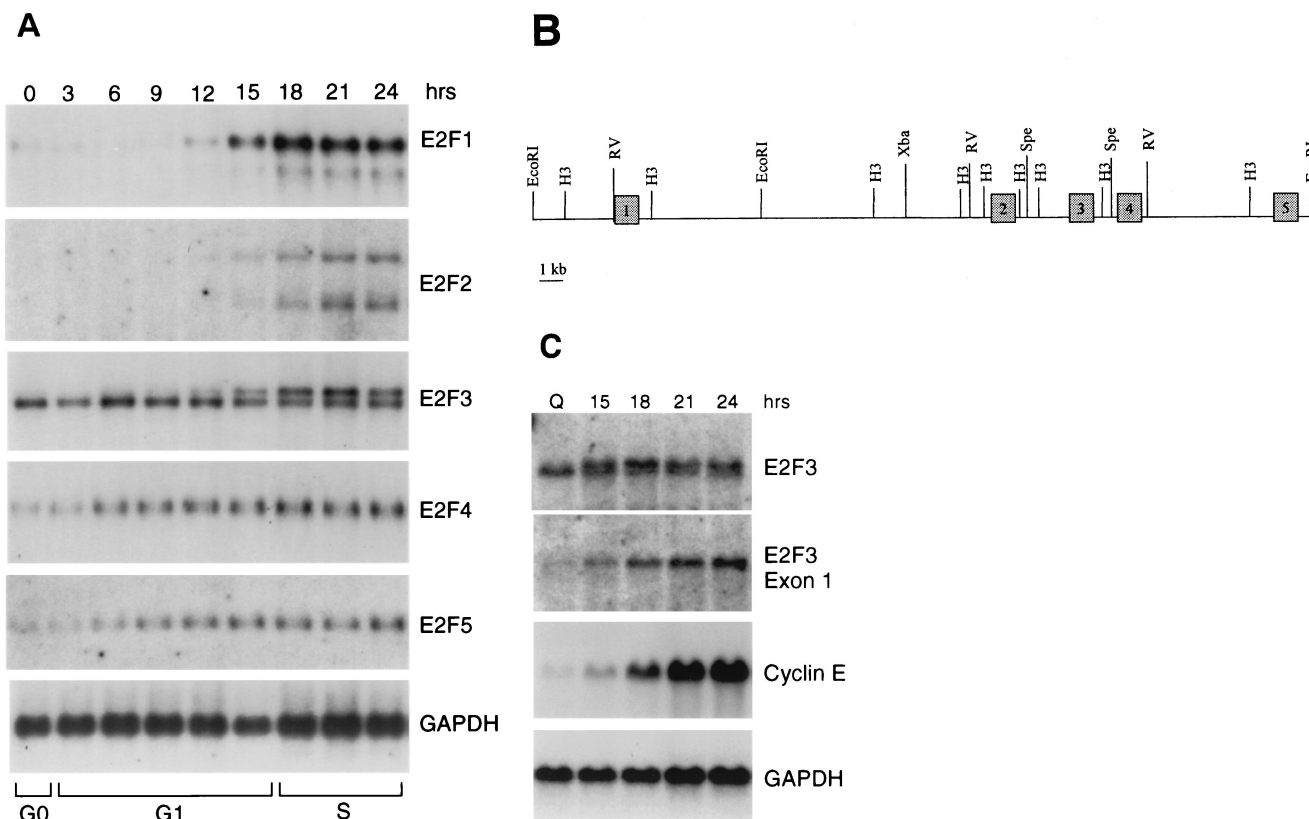 A
0 3 6 9 12 15 18 21 24 hrs
E2F1
E2F2
E2F3
E2F4
E2F5
GAPDH
G0 G1 S
B
EcoRI H3 RV H3 EcoRI H3 Xba H3 RV H3 H3 Spe H3 H3 Spe RV H3
1 2 3 4 5
1 kb
C
Q 15 18 21 24 hrs
E2F3
E2F3
Exon 1
Cyclin E
GAPDH